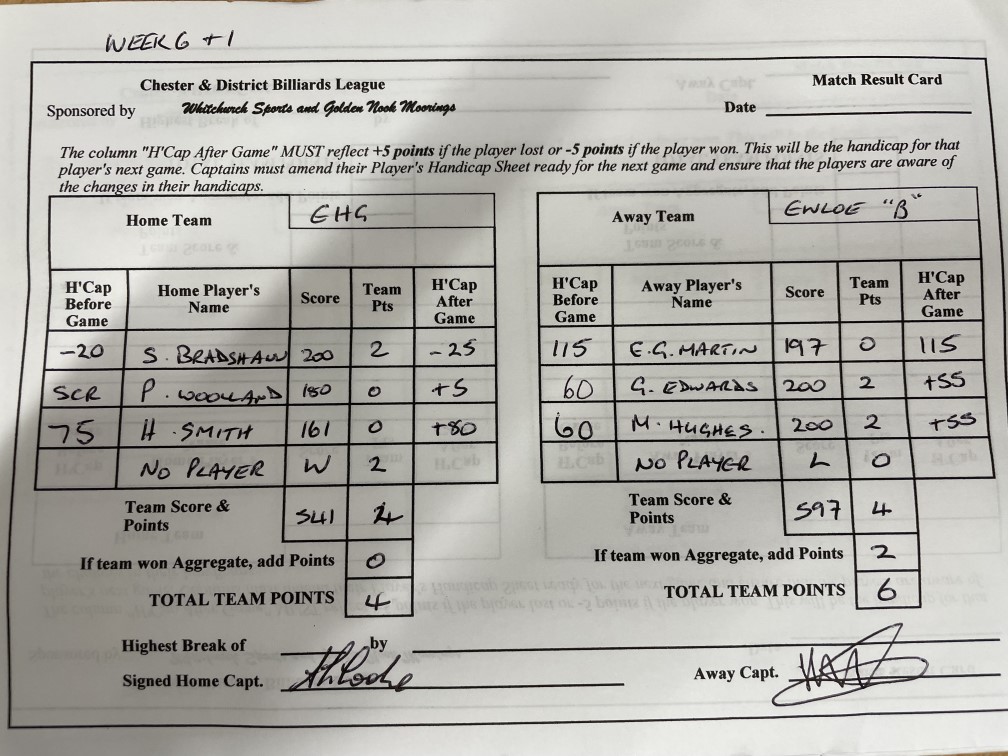 WEEK 6 +1
Chester & District Billiards League
Match Result Card
Sponsored by Whitchurch Sports and Golden Nook Moorings
Date
The column "H'Cap After Game" MUST reflect +5 points if the player lost or -5 points if the player won. This will be the handicap for that
player's next game. Captains must amend their Player's Handicap Sheet ready for the next game and ensure that the players are aware of
the changes in their handicaps.
Home Team EHG
H'Cap Before Game Home Player's Name Score Team Pts H'Cap After Game
-20 S. BRADSHAW 200 2 -25
SCR P. WOOLLAND 180 0 +5
75 H. SMITH 161 0 +80
NO PLAYER W 2
Team Score & Points 541 4
If team won Aggregate, add Points 0
TOTAL TEAM POINTS 4
Away Team EWLOE "B"
H'Cap Before Game Away Player's Name Score Team Pts H'Cap After Game
115 E.G. MARTIN 197 0 115
60 G. EDWARDS 200 2 +55
60 M. HUGHES. 200 2 +55
NO PLAYER L 0
Team Score & Points 597 4
If team won Aggregate, add Points 2
TOTAL TEAM POINTS 6
Highest Break of by
Signed Home Capt.
Away Capt.